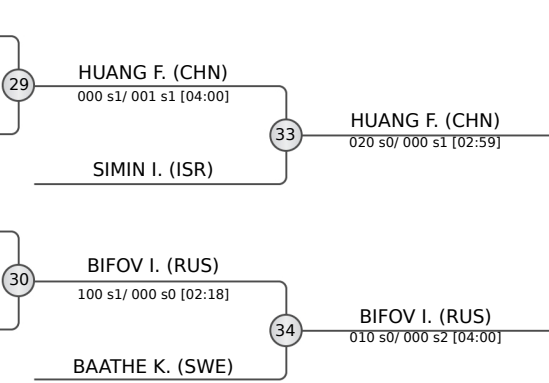 29
HUANG F. (CHN)
000 s1/ 001 s1 [04:00]
33
HUANG F. (CHN)
020 s0/ 000 s1 [02:59]
SIMIN I. (ISR)
30
BIFOV I. (RUS)
100 s1/ 000 s0 [02:18]
34
BIFOV I. (RUS)
010 s0/ 000 s2 [04:00]
BAATHE K. (SWE)